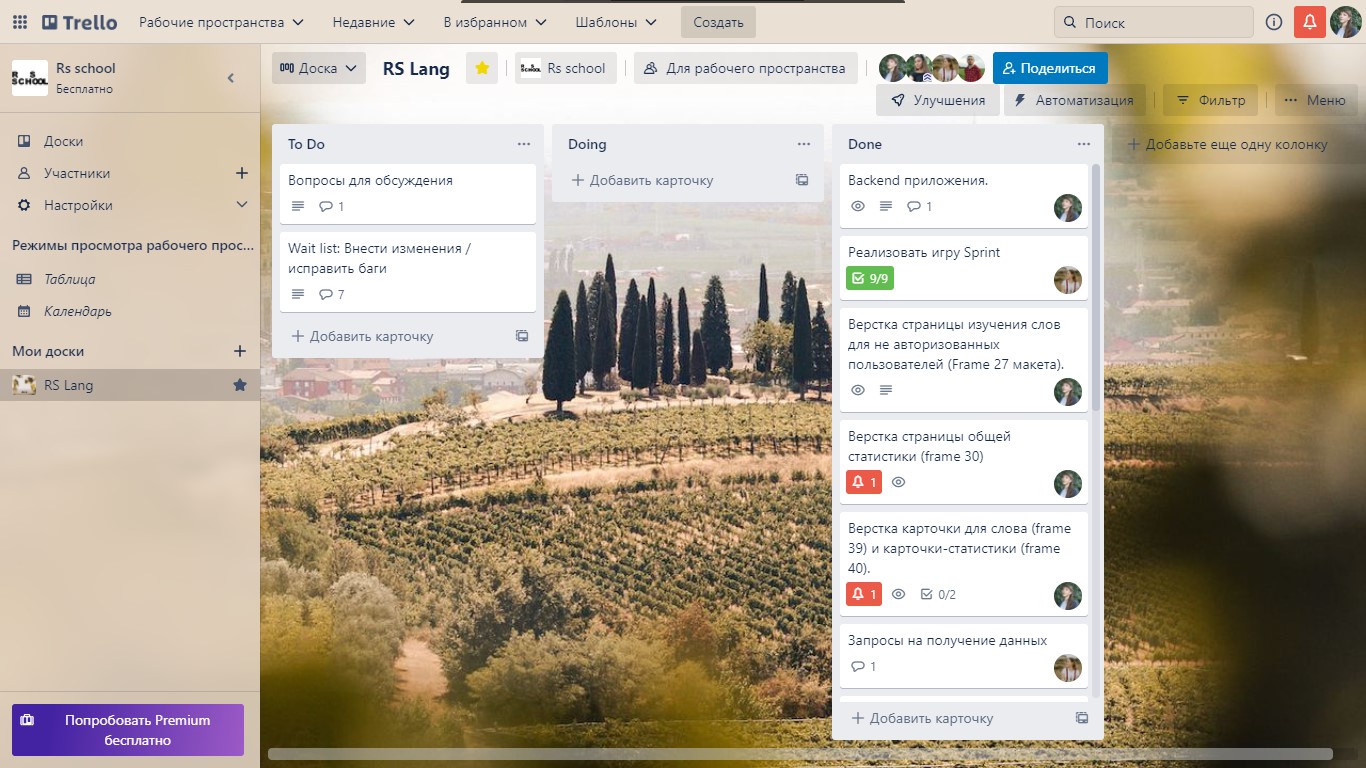 Trello
Рабочие пространства
Недавние
В избранном
Шаблоны
Создать
Поиск
Rs school
Бесплатно
Доски
Участники
Настройки
Режимы просмотра рабочего прос...
Таблица
Календарь
Мои доски
RS Lang
Попробовать Premium
бесплатно
Доска
RS Lang
Rs school
Для рабочего пространства
Поделиться
Улучшения
Автоматизация
Фильтр
Меню
To Do
Вопросы для обсуждения
1
Wait list: Внести изменения /
исправить баги
7
Добавить карточку
Doing
Добавить карточку
Done
Backend приложения.
1
Реализовать игру Sprint
9/9
Верстка страницы изучения слов
для не авторизованных
пользователей (Frame 27 макета).
Верстка страницы общей
статистики (frame 30)
1
Верстка карточки для слова (frame
39) и карточки-статистики (frame
40).
1 0/2
Запросы на получение данных
1
Добавить карточку
Добавьте еще одну колонку